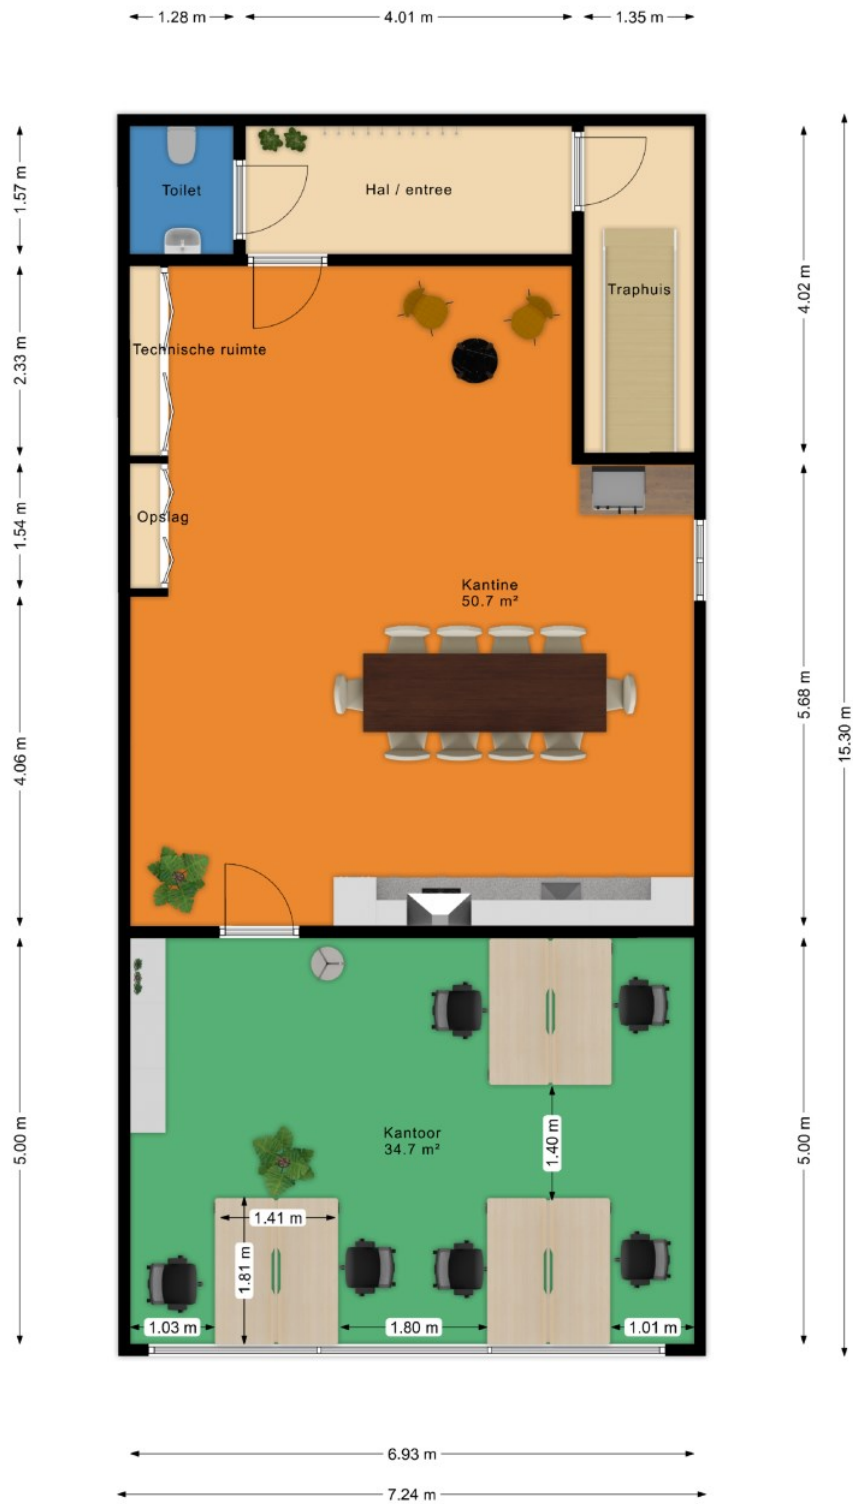 1.28 m
4.01 m
1.35 m
1.57 m
Toilet
Hal / entree
Traphuis
4.02 m
2.33 m
Technische ruimte
1.54 m
Opslag
Kantine
50.7 m²
5.68 m
15.30 m
4.06 m
5.00 m
Kantoor
34.7 m²
1.40 m
5.00 m
1.41 m
1.81 m
1.03 m
1.80 m
1.01 m
6.93 m
7.24 m